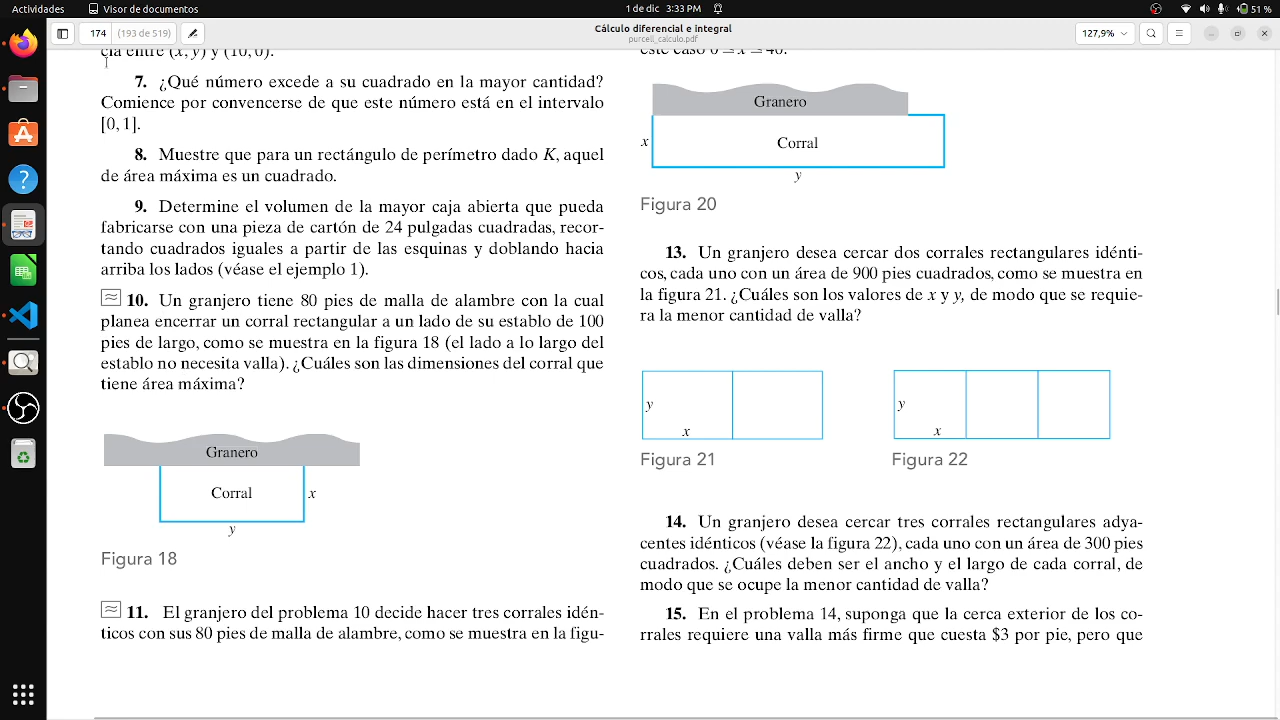 Actividades
Visor de documentos
1 de dic 3:33 PM
51 %
174
(193 de 519)
Cálculo diferencial e integral
purcell_calculo.pdf
127,9%
cia entre (x, y) y (10, 0).
7. ¿Qué número excede a su cuadrado en la mayor cantidad?
Comience por convencerse de que este número está en el intervalo
[0, 1].
8. Muestre que para un rectángulo de perímetro dado K, aquel
de área máxima es un cuadrado.
9. Determine el volumen de la mayor caja abierta que pueda
fabricarse con una pieza de cartón de 24 pulgadas cuadradas, recor-
tando cuadrados iguales a partir de las esquinas y doblando hacia
arriba los lados (véase el ejemplo 1).
≈ 10. Un granjero tiene 80 pies de malla de alambre con la cual
planea encerrar un corral rectangular a un lado de su establo de 100
pies de largo, como se muestra en la figura 18 (el lado a lo largo del
establo no necesita valla). ¿Cuáles son las dimensiones del corral que
tiene área máxima?
Granero
Corral
x
y
Figura 18
≈ 11. El granjero del problema 10 decide hacer tres corrales idén-
ticos con sus 80 pies de malla de alambre, como se muestra en la figu-
este caso 0 ≤ x ≤ 40.
Granero
x
Corral
y
Figura 20
13. Un granjero desea cercar dos corrales rectangulares idénti-
cos, cada uno con un área de 900 pies cuadrados, como se muestra en
la figura 21. ¿Cuáles son los valores de x y y, de modo que se requie-
ra la menor cantidad de valla?
y
x
Figura 21
y
x
Figura 22
14. Un granjero desea cercar tres corrales rectangulares adya-
centes idénticos (véase la figura 22), cada uno con un área de 300 pies
cuadrados. ¿Cuáles deben ser el ancho y el largo de cada corral, de
modo que se ocupe la menor cantidad de valla?
15. En el problema 14, suponga que la cerca exterior de los co-
rrales requiere una valla más firme que cuesta $3 por pie, pero que